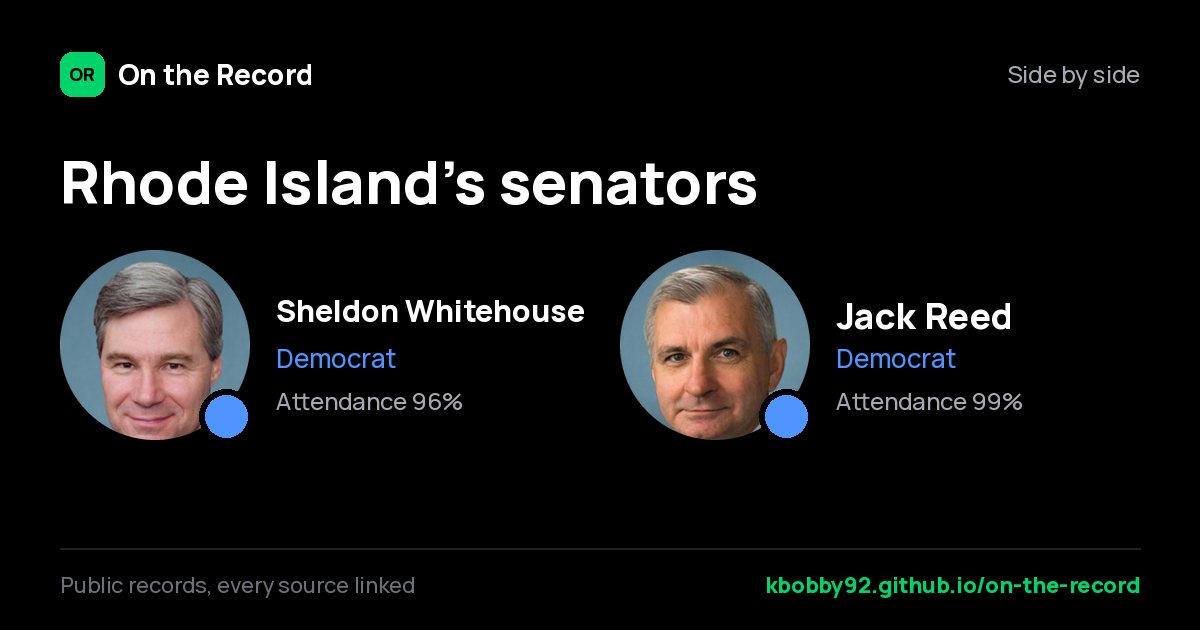 OR On the Record
Side by side
Rhode Island’s senators
Sheldon Whitehouse
Democrat
Attendance 96%
Jack Reed
Democrat
Attendance 99%
Public records, every source linked
kbobby92.github.io/on-the-record